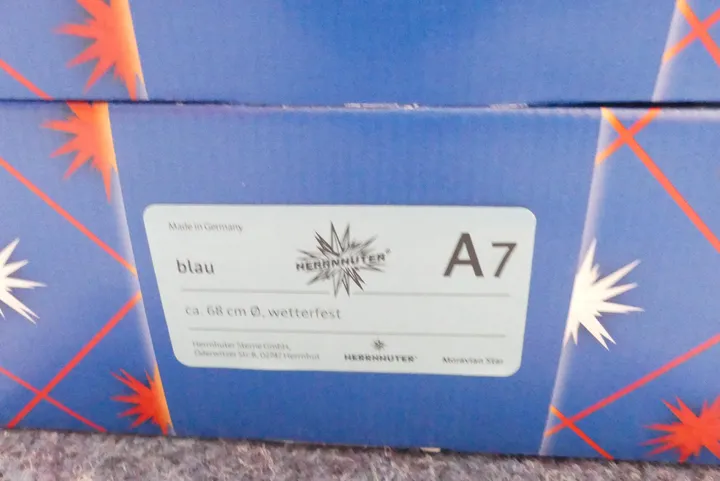 Made in Germany
HERRNHUTER®
A7
blau
ca. 68 cm Ø, wetterfest
Herrnhuter Sterne GmbH,
Oderwitzer Str. 8, 02747 Herrnhut
HERRNHUTER®
Moravian Star